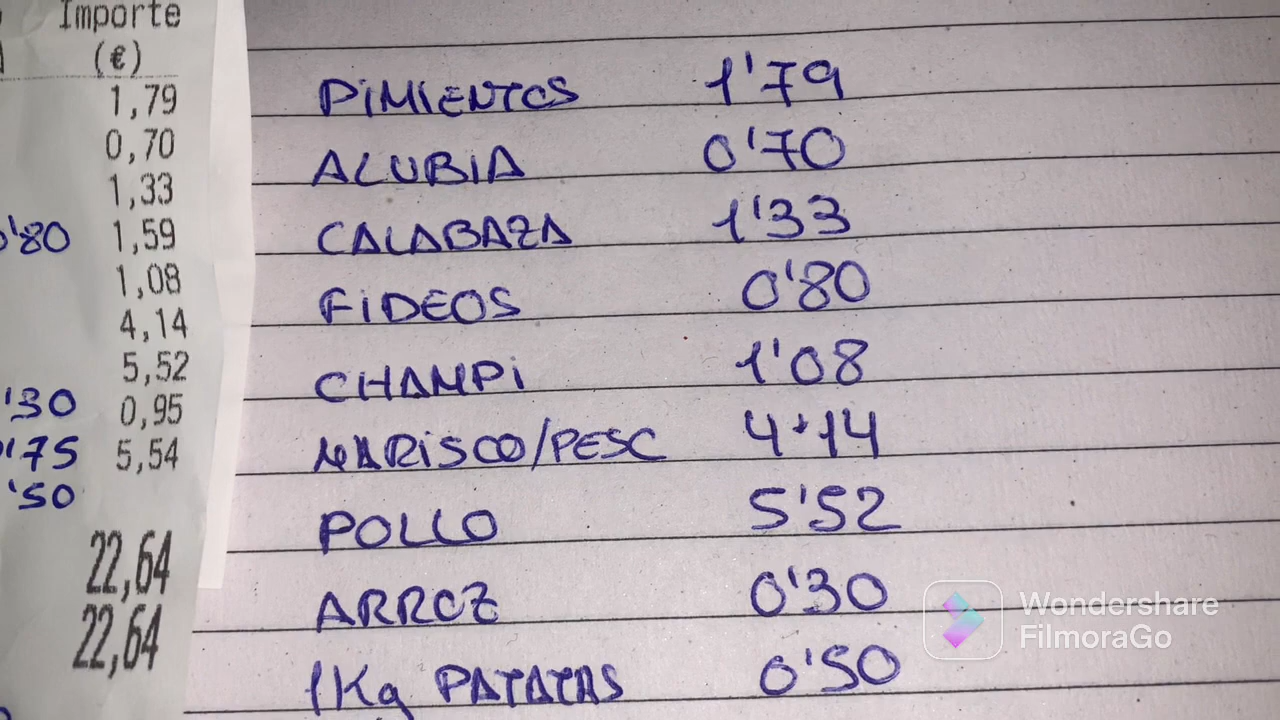 Importe
(€)
1,79
0,70
1,33
0'80 1,59
1,08
4,14
5,52
'30 0,95
'75 5,54
'50
22,64
22,64
PIMIENTOS 1'79
ALUBIA 0'70
CALABAZA 1'33
FIDEOS 0'80
CHAMPI 1'08
MARISCO/PESC 4'14
POLLO 5'52
ARROZ 0'30
1Kg PATATAS 0'50
Wondershare
FilmoraGo